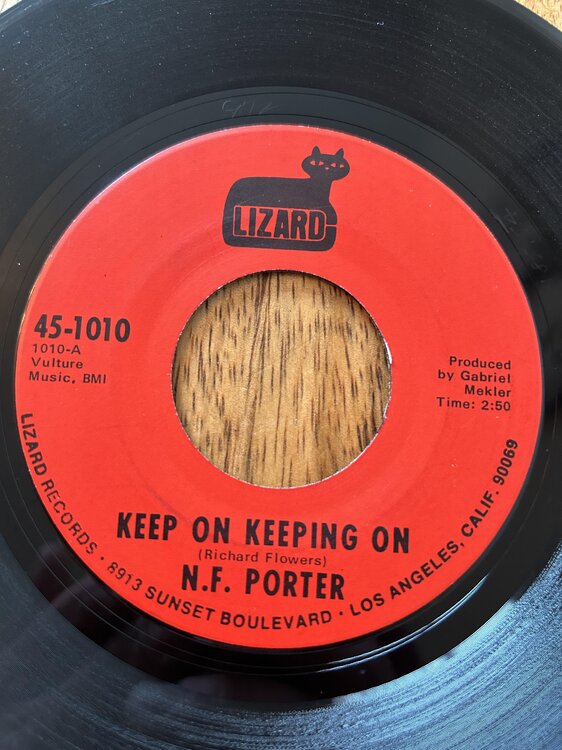 LIZARD
45-1010
1010-A
Vulture
Music, BMI
Produced
by Gabriel
Mekler
Time: 2:50
KEEP ON KEEPING ON
(Richard Flowers)
N.F. PORTER
LIZARD RECORDS • 8913 SUNSET BOULEVARD • LOS ANGELES, CALIF. 90069